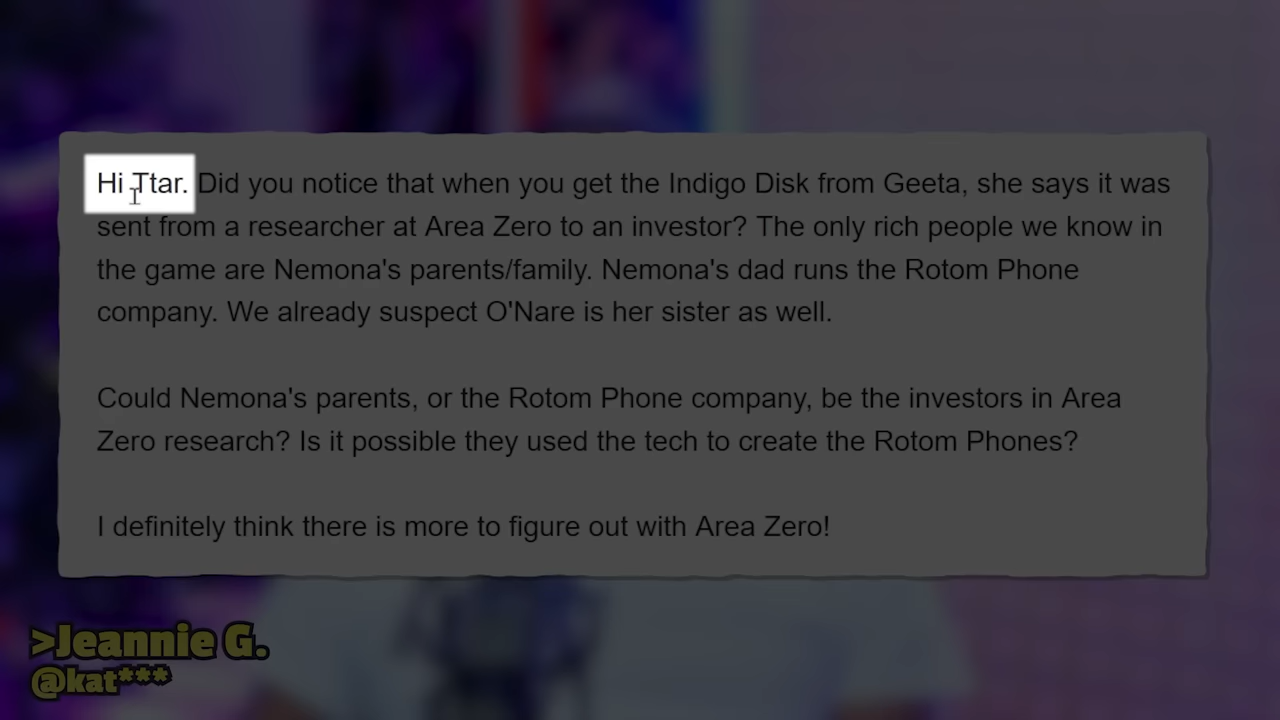 Hi Ttar. Did you notice that when you get the Indigo Disk from Geeta, she says it was
sent from a researcher at Area Zero to an investor? The only rich people we know in
the game are Nemona's parents/family. Nemona's dad runs the Rotom Phone
company. We already suspect O'Nare is her sister as well.
Could Nemona's parents, or the Rotom Phone company, be the investors in Area
Zero research? Is it possible they used the tech to create the Rotom Phones?
I definitely think there is more to figure out with Area Zero!
>Jeannie G.
@kat***